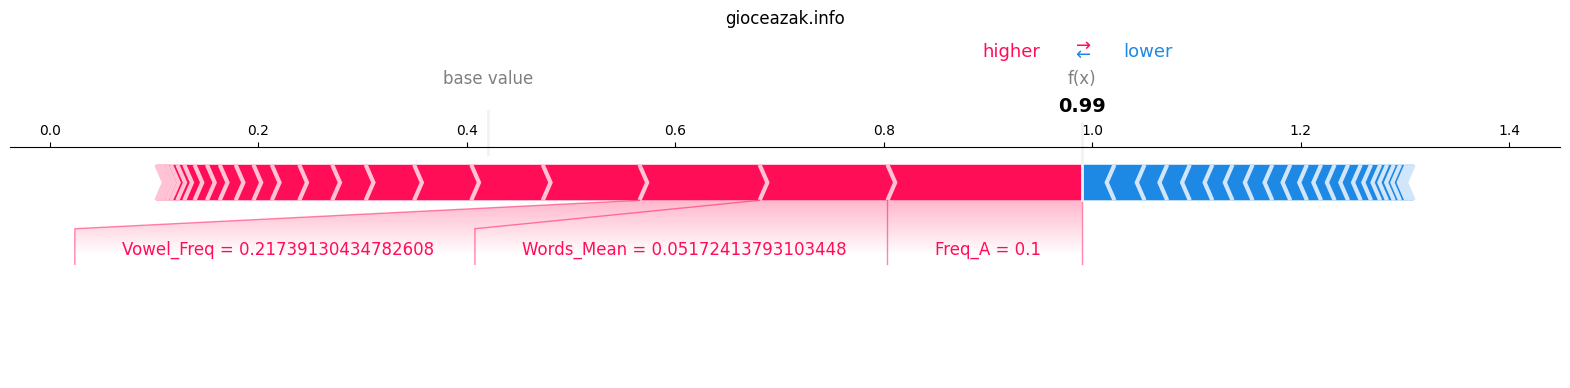 gioceazak.info
higher ⇄ lower
base value f(x)
0.99
0.0 0.2 0.4 0.6 0.8 1.0 1.2 1.4
Vowel_Freq = 0.21739130434782608 Words_Mean = 0.05172413793103448 Freq_A = 0.1